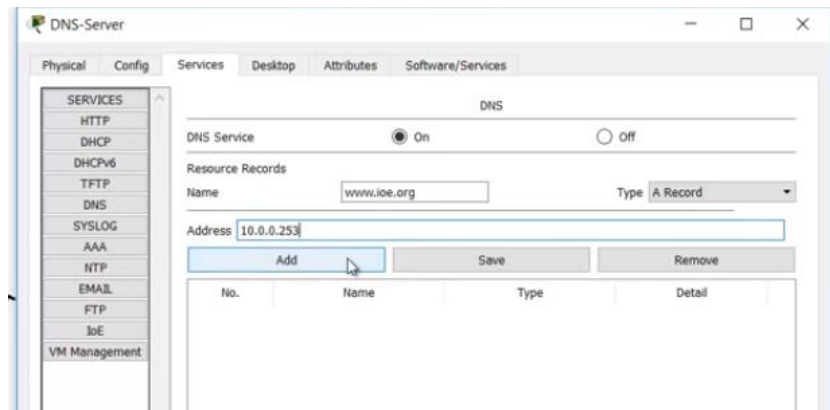 DNS-Server
Physical Config Services Desktop Attributes Software/Services
SERVICES
HTTP
DHCP
DHCPv6
TFTP
DNS
SYSLOG
AAA
NTP
EMAIL
FTP
IoE
VM Management
DNS
DNS Service On Off
Resource Records
Name www.ioe.org Type A Record
Address 10.0.0.253
Add Save Remove
No. Name Type Detail